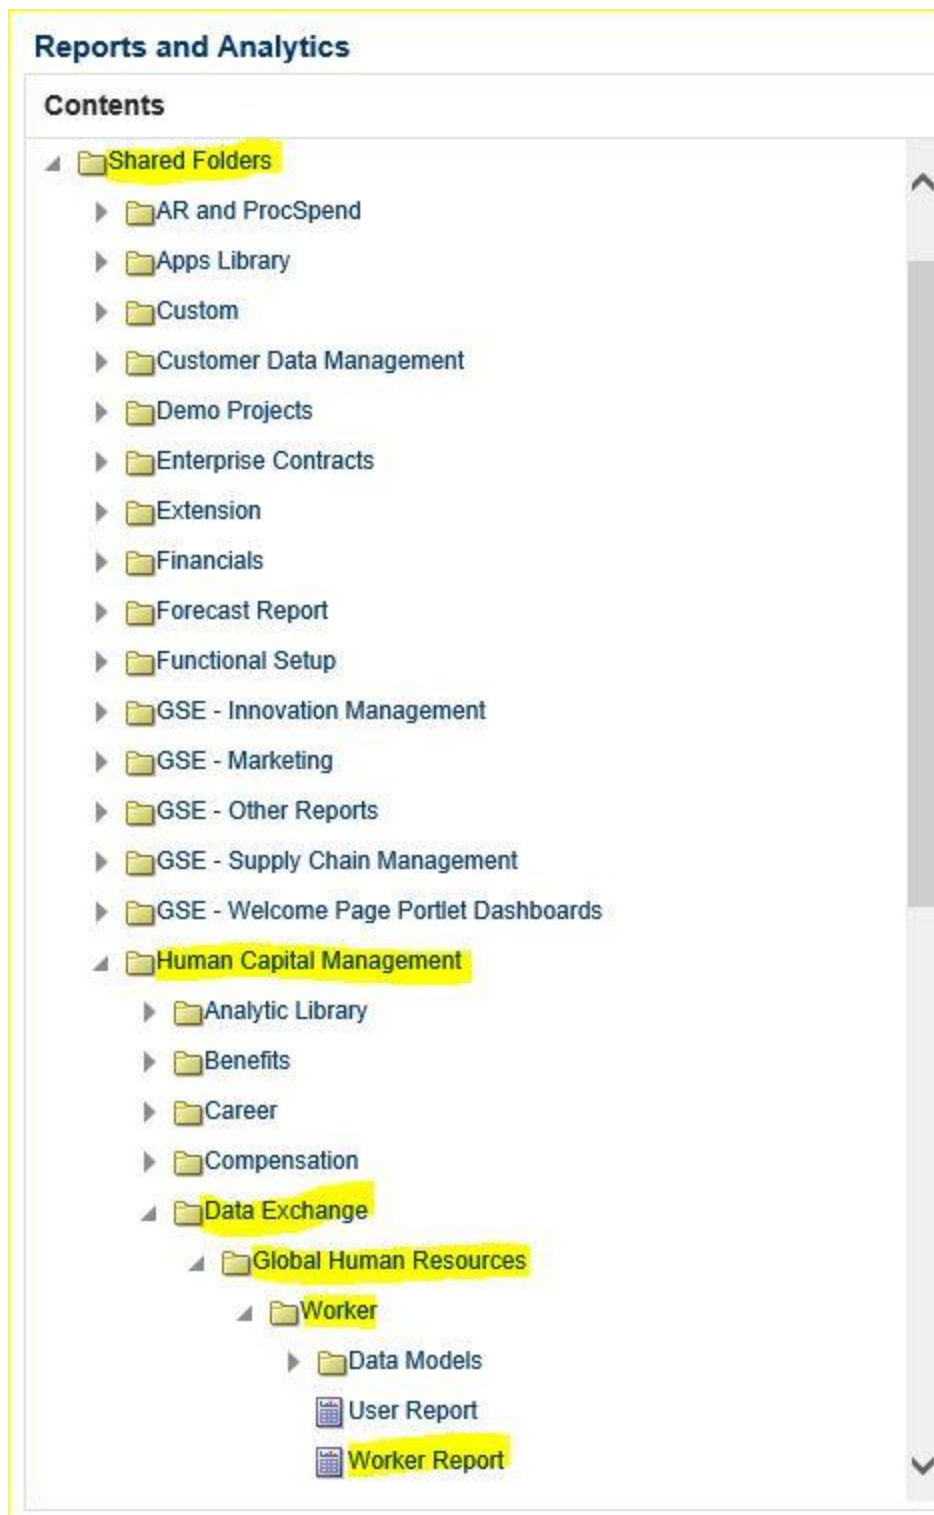 Reports and Analytics
Contents
Shared Folders
AR and ProcSpend
Apps Library
Custom
Customer Data Management
Demo Projects
Enterprise Contracts
Extension
Financials
Forecast Report
Functional Setup
GSE - Innovation Management
GSE - Marketing
GSE - Other Reports
GSE - Supply Chain Management
GSE - Welcome Page Portlet Dashboards
Human Capital Management
Analytic Library
Benefits
Career
Compensation
Data Exchange
Global Human Resources
Worker
Data Models
User Report
Worker Report